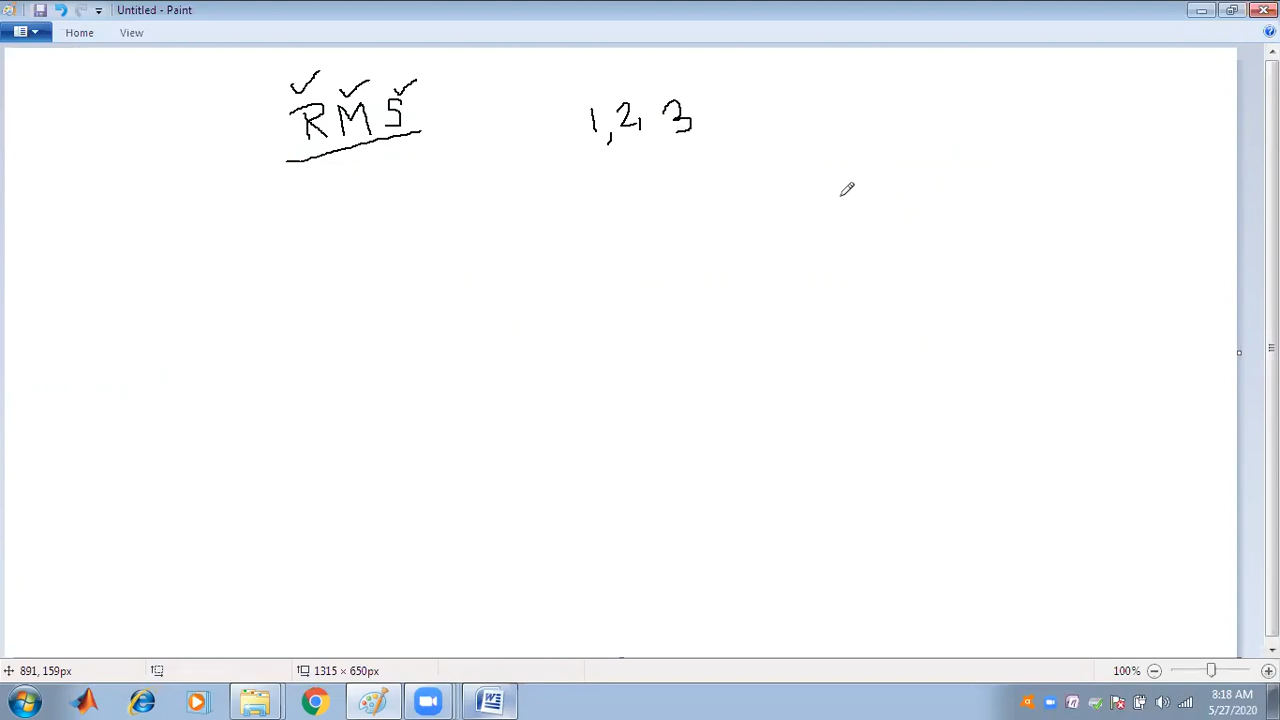 Untitled - Paint
Home View
RMS 1, 2, 3
891, 159px 1315 × 650px 100%
8:18 AM
5/27/2020